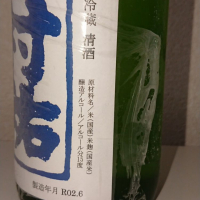 冷蔵 清酒
原材料名／米(国産)米麹(国産米)
醸造アルコール／アルコール分15度
製造年月 R02.6